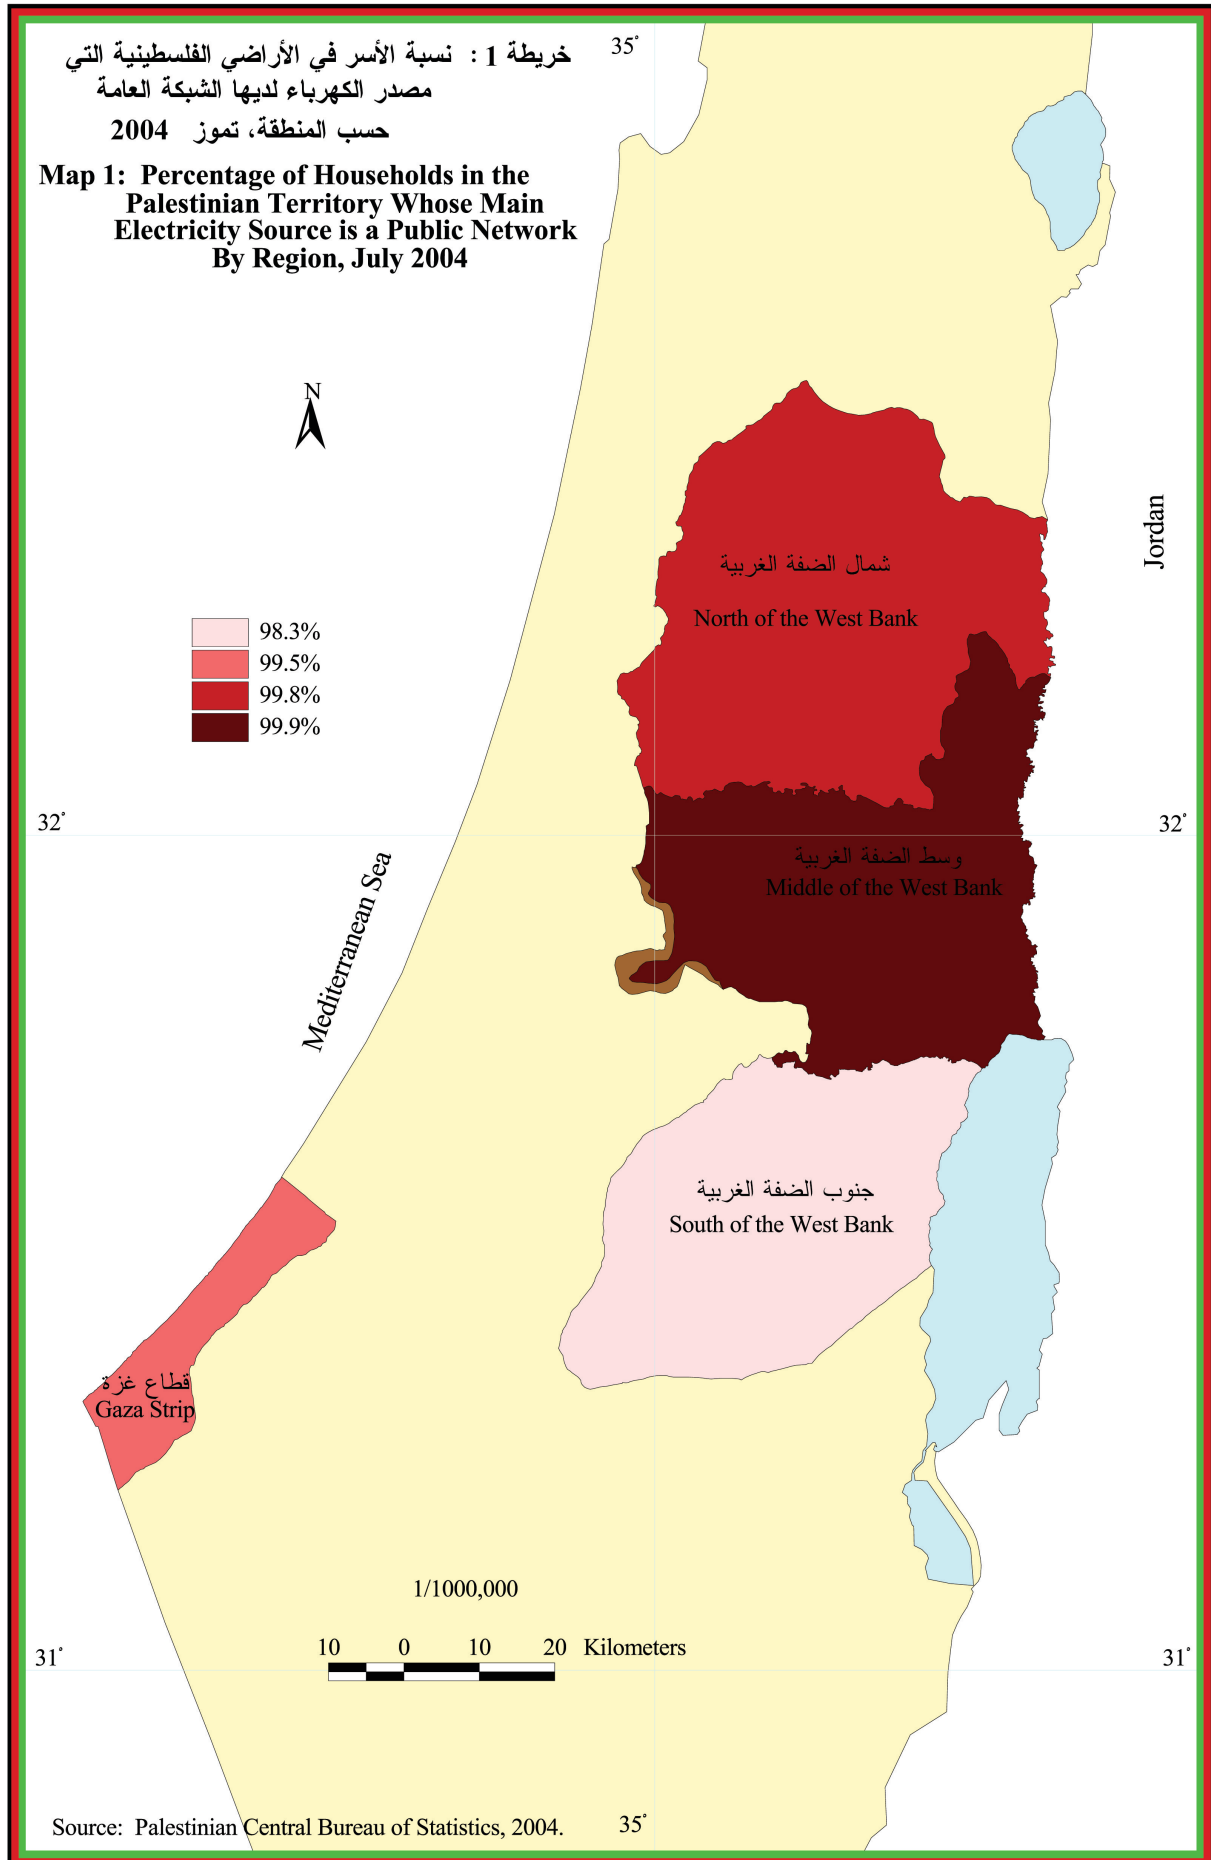 خريطة 1 : نسبة الأسر في الأراضي الفلسطينية التي
مصدر الكهرباء لديها الشبكة العامة
حسب المنطقة، تموز 2004
Map 1: Percentage of Households in the
Palestinian Territory Whose Main
Electricity Source is a Public Network
By Region, July 2004
35°
N
Jordan
شمال الضفة الغربية
North of the West Bank
98.3%
99.5%
99.8%
99.9%
32°
32°
وسط الضفة الغربية
Middle of the West Bank
Mediterranean Sea
جنوب الضفة الغربية
South of the West Bank
قطاع غزة
Gaza Strip
1/1000,000
10 0 10 20 Kilometers
31°
31°
Source: Palestinian Central Bureau of Statistics, 2004.
35°